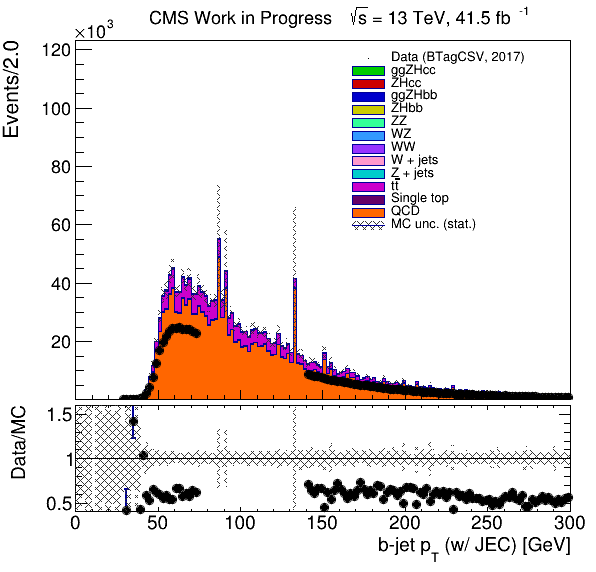 CMS Work in Progress √s = 13 TeV, 41.5 fb⁻¹
×10³
Events/2.0
120
100
80
60
40
20
Data (BTagCSV, 2017)
ggZHcc
ZHcc
ggZHbb
ZHbb
ZZ
WZ
WW
W + jets
Z + jets
tt̄
Single top
QCD
MC unc. (stat.)
Data/MC
1.5
1
0.5
0 50 100 150 200 250 300
b-jet p_T (w/ JEC) [GeV]